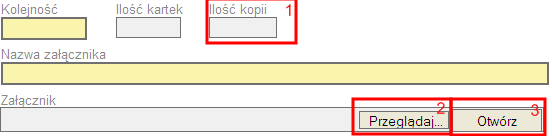 Kolejność Ilość kartek Ilość kopii 1
Nazwa załącznika
Załącznik
Przeglądaj... 2 Otwórz 3